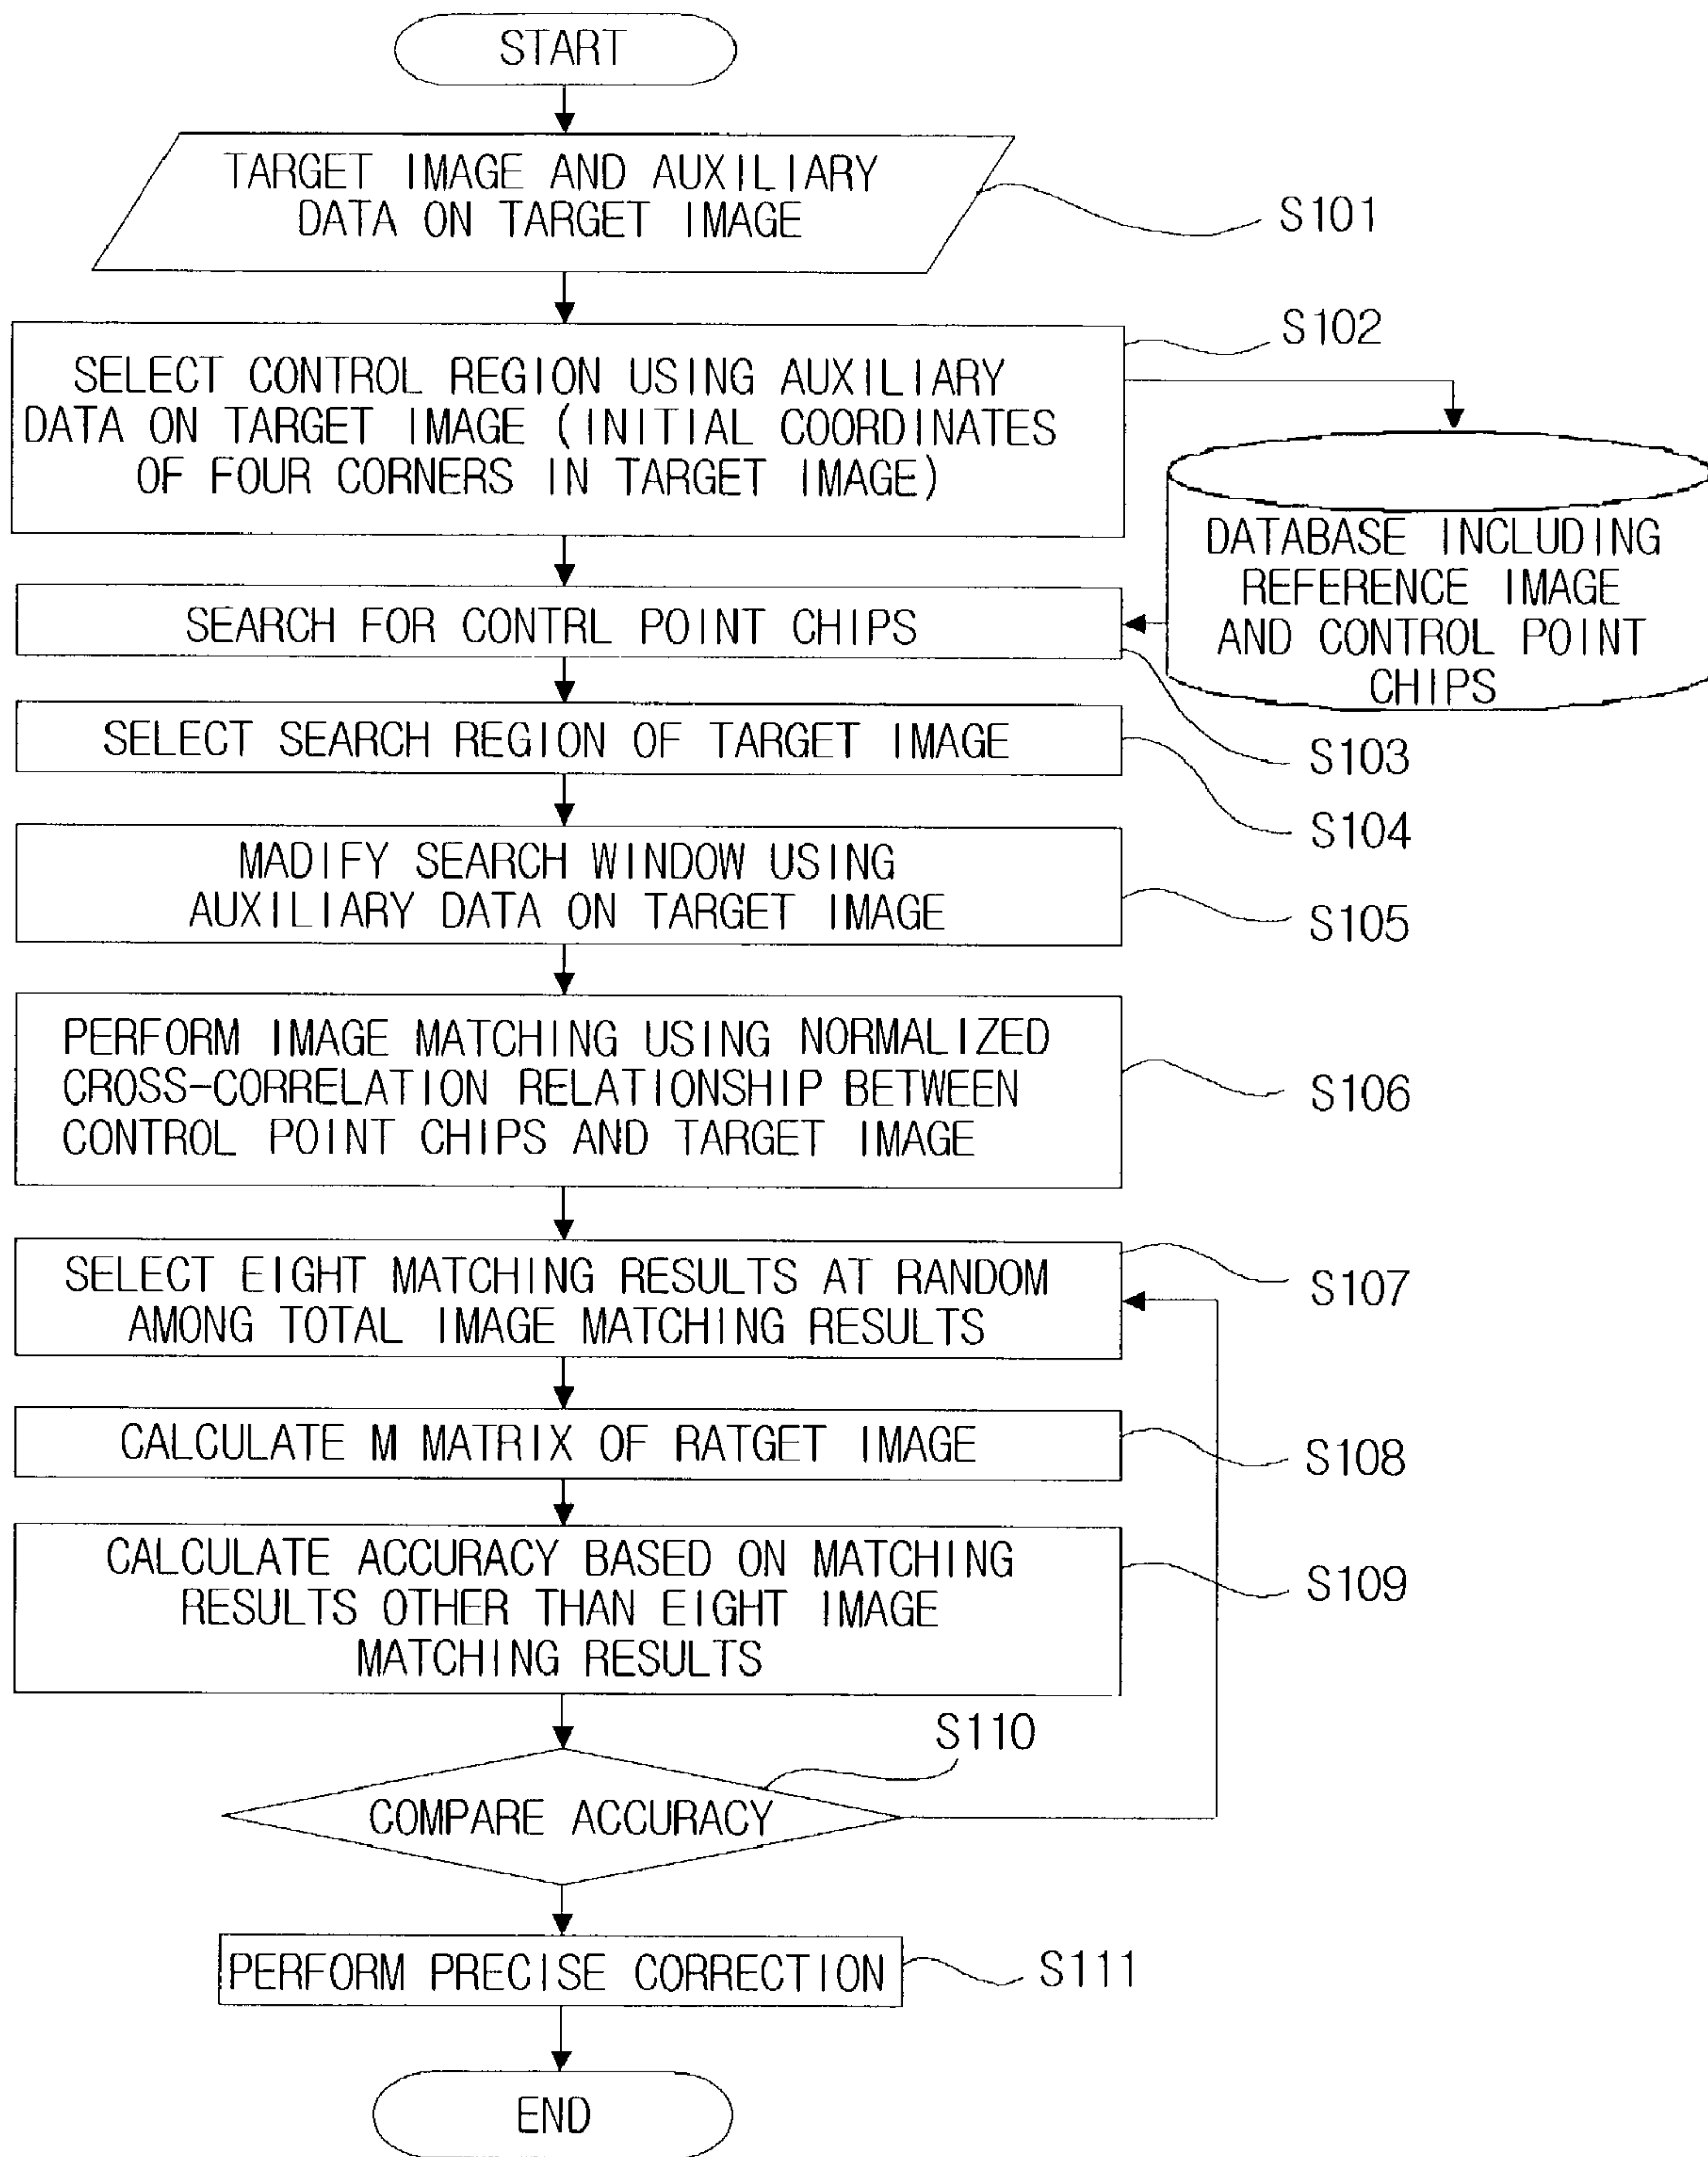 START
TARGET IMAGE AND AUXILIARY
DATA ON TARGET IMAGE
S101
S102
SELECT CONTROL REGION USING AUXILIARY
DATA ON TARGET IMAGE (INITIAL COORDINATES
OF FOUR CORNERS IN TARGET IMAGE)
DATABASE INCLUDING
REFERENCE IMAGE
AND CONTROL POINT
CHIPS
SEARCH FOR CONTRL POINT CHIPS
S103
SELECT SEARCH REGION OF TARGET IMAGE
S104
MADIFY SEARCH WINDOW USING
AUXILIARY DATA ON TARGET IMAGE
S105
PERFORM IMAGE MATCHING USING NORMALIZED
CROSS-CORRELATION RELATIONSHIP BETWEEN
CONTROL POINT CHIPS AND TARGET IMAGE
S106
SELECT EIGHT MATCHING RESULTS AT RANDOM
AMONG TOTAL IMAGE MATCHING RESULTS
S107
CALCULATE M MATRIX OF RATGET IMAGE
S108
CALCULATE ACCURACY BASED ON MATCHING
RESULTS OTHER THAN EIGHT IMAGE
MATCHING RESULTS
S109
S110
COMPARE ACCURACY
PERFORM PRECISE CORRECTION
S111
END